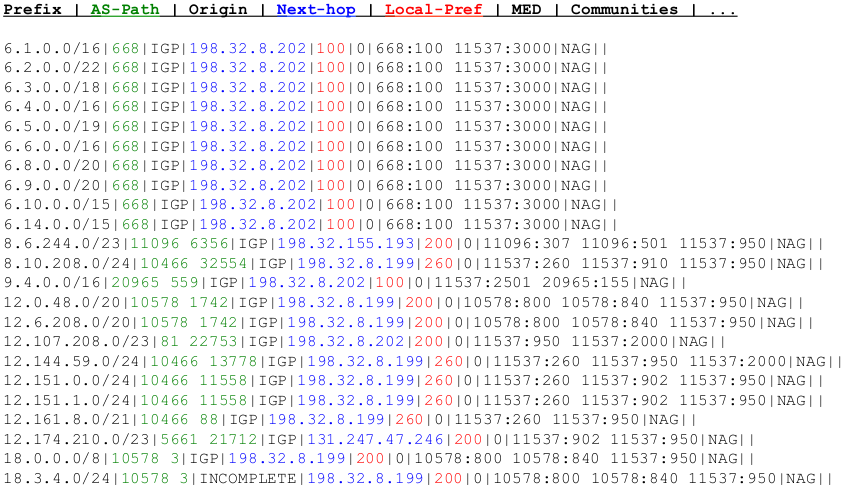 Prefix | AS-Path | Origin | Next-hop | Local-Pref | MED | Communities | ...
6.1.0.0/16|668|IGP|198.32.8.202|100|0|668:100 11537:3000|NAG||
6.2.0.0/22|668|IGP|198.32.8.202|100|0|668:100 11537:3000|NAG||
6.3.0.0/18|668|IGP|198.32.8.202|100|0|668:100 11537:3000|NAG||
6.4.0.0/16|668|IGP|198.32.8.202|100|0|668:100 11537:3000|NAG||
6.5.0.0/19|668|IGP|198.32.8.202|100|0|668:100 11537:3000|NAG||
6.6.0.0/16|668|IGP|198.32.8.202|100|0|668:100 11537:3000|NAG||
6.8.0.0/20|668|IGP|198.32.8.202|100|0|668:100 11537:3000|NAG||
6.9.0.0/20|668|IGP|198.32.8.202|100|0|668:100 11537:3000|NAG||
6.10.0.0/15|668|IGP|198.32.8.202|100|0|668:100 11537:3000|NAG||
6.14.0.0/15|668|IGP|198.32.8.202|100|0|668:100 11537:3000|NAG||
8.6.244.0/23|11096 6356|IGP|198.32.155.193|200|0|11096:307 11096:501 11537:950|NAG||
8.10.208.0/24|10466 32554|IGP|198.32.8.199|260|0|11537:260 11537:910 11537:950|NAG||
9.4.0.0/16|20965 559|IGP|198.32.8.202|100|0|11537:2501 20965:155|NAG||
12.0.48.0/20|10578 1742|IGP|198.32.8.199|200|0|10578:800 10578:840 11537:950|NAG||
12.6.208.0/20|10578 1742|IGP|198.32.8.199|200|0|10578:800 10578:840 11537:950|NAG||
12.107.208.0/23|81 22753|IGP|198.32.8.202|200|0|11537:950 11537:2000|NAG||
12.144.59.0/24|10466 13778|IGP|198.32.8.199|260|0|11537:260 11537:950 11537:2000|NAG||
12.151.0.0/24|10466 11558|IGP|198.32.8.199|260|0|11537:260 11537:902 11537:950|NAG||
12.151.1.0/24|10466 11558|IGP|198.32.8.199|260|0|11537:260 11537:902 11537:950|NAG||
12.161.8.0/21|10466 88|IGP|198.32.8.199|260|0|11537:260 11537:950|NAG||
12.174.210.0/23|5661 21712|IGP|131.247.47.246|200|0|11537:902 11537:950|NAG||
18.0.0.0/8|10578 3|IGP|198.32.8.199|200|0|10578:800 10578:840 11537:950|NAG||
18.3.4.0/24|10578 3|INCOMPLETE|198.32.8.199|200|0|10578:800 10578:840 11537:950|NAG||